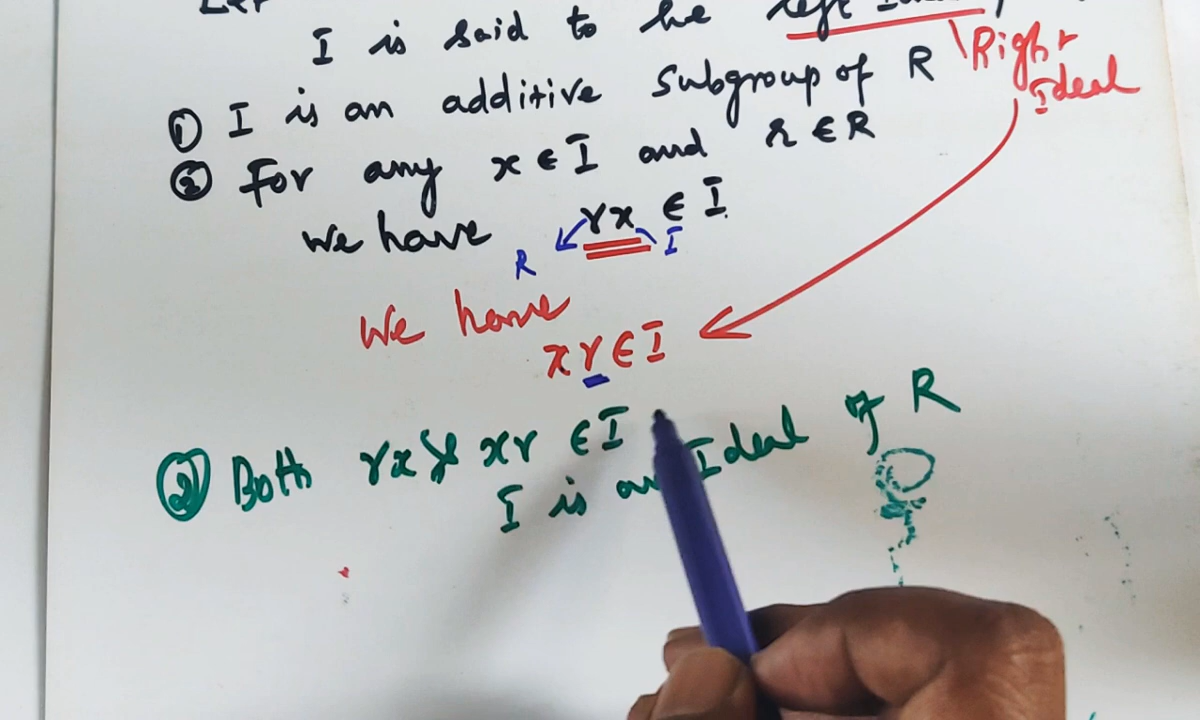 Let
I is said to be left Ideal \ Right Ideal
① I is an additive subgroup of R
② For any x ∈ I and r ∈ R
we have rx ∈ I
R I
We have
xr ∈ I
② Both rx & xr ∈ I
I is an Ideal of R